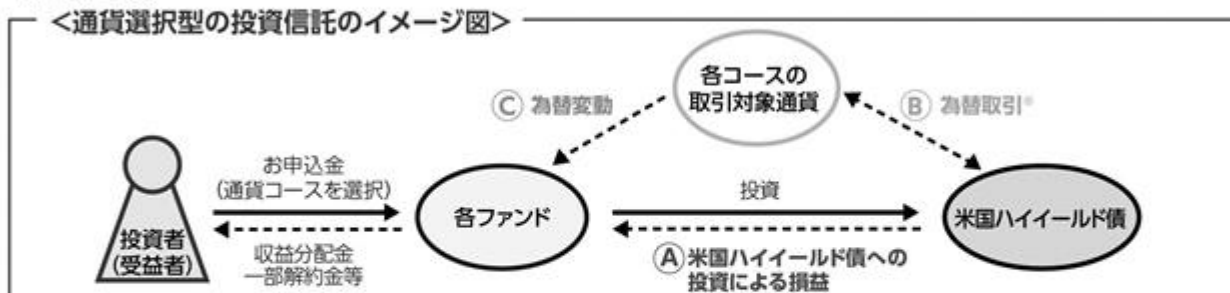 <通貨選択型の投資信託のイメージ図>
各コースの
取引対象通貨
Ⓒ 為替変動
Ⓑ 為替取引※
お申込金
(通貨コースを選択)
投資
投資者
(受益者)
各ファンド
米国ハイイールド債
収益分配金
一部解約金等
Ⓐ 米国ハイイールド債への
投資による損益